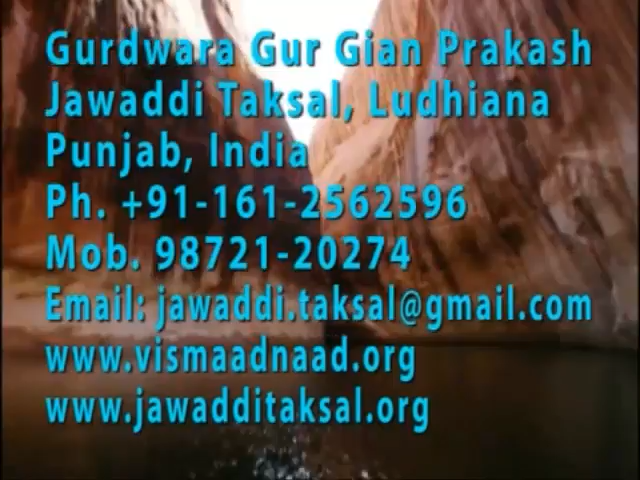 Gurdwara Gur Gian Prakash
Jawaddi Taksal, Ludhiana
Punjab, India
Ph. +91-161-2562596
Mob. 98721-20274
Email: jawaddi.taksal@gmail.com
www.vismaadnaad.org
www.jawadditaksal.org